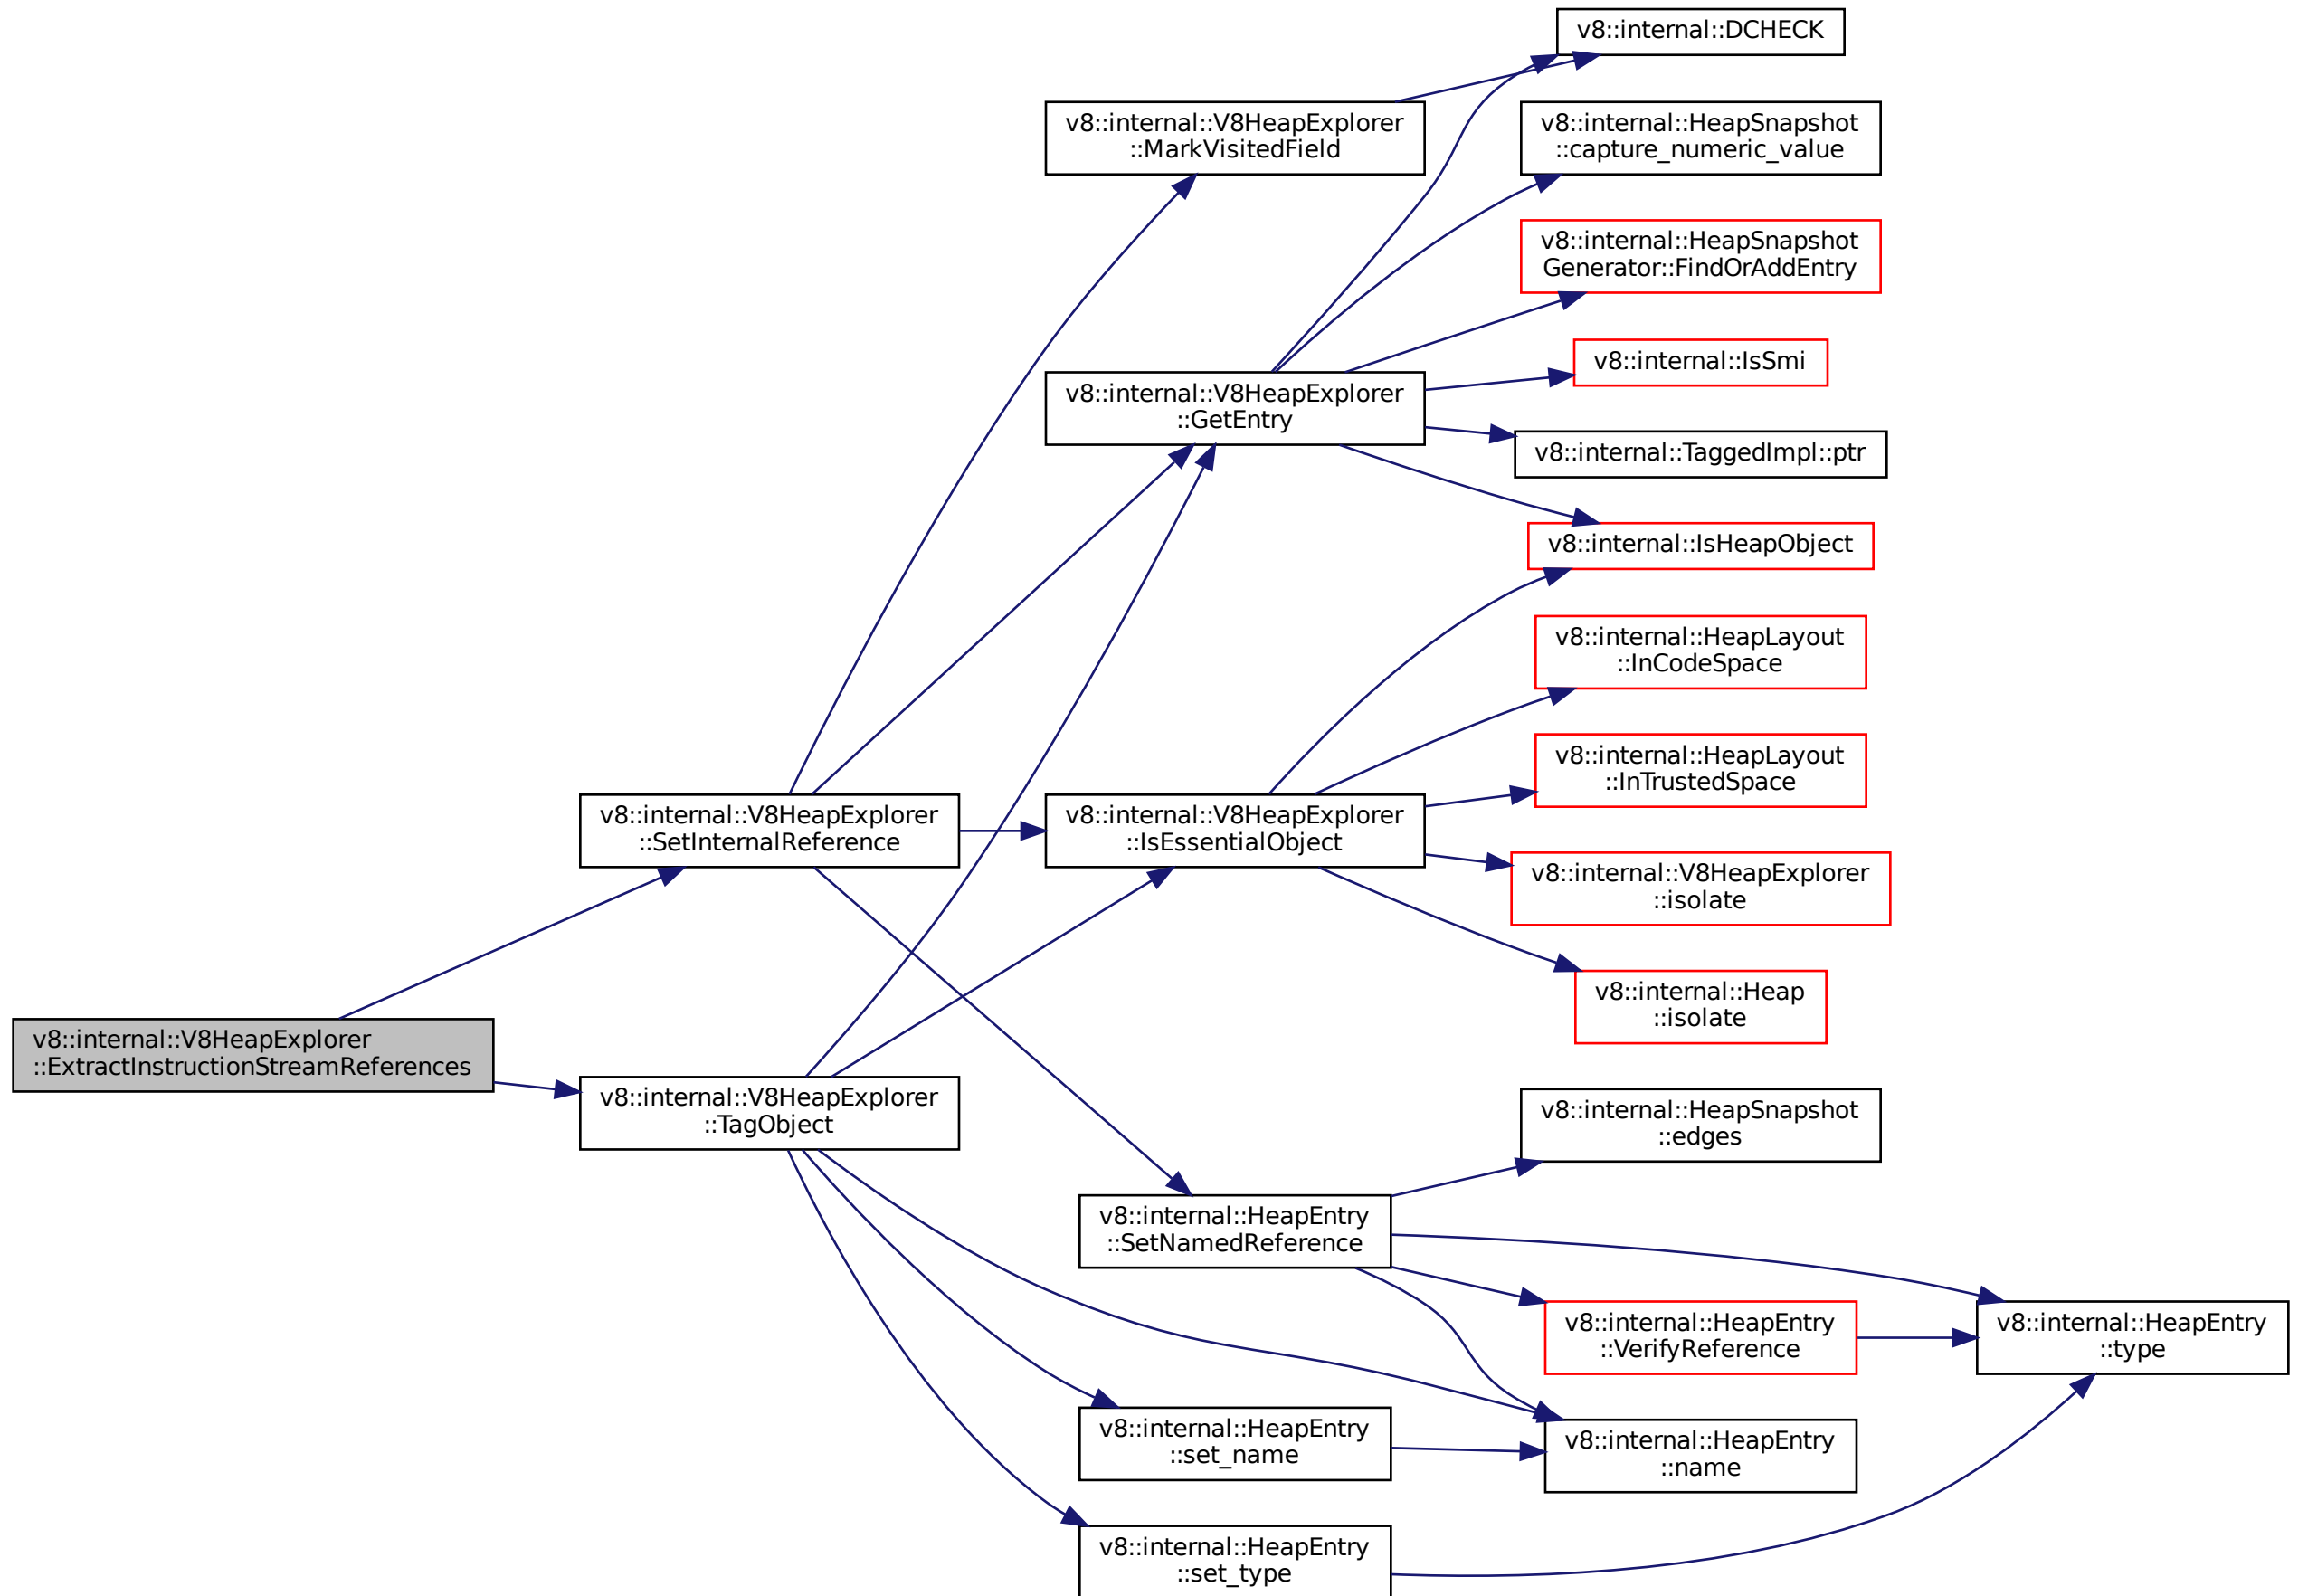 v8::internal::V8HeapExplorer
::ExtractInstructionStreamReferences
v8::internal::V8HeapExplorer
::SetInternalReference
v8::internal::V8HeapExplorer
::TagObject
v8::internal::V8HeapExplorer
::MarkVisitedField
v8::internal::V8HeapExplorer
::GetEntry
v8::internal::V8HeapExplorer
::IsEssentialObject
v8::internal::HeapEntry
::SetNamedReference
v8::internal::HeapEntry
::set_name
v8::internal::HeapEntry
::set_type
v8::internal::DCHECK
v8::internal::HeapSnapshot
::capture_numeric_value
v8::internal::HeapSnapshot
Generator::FindOrAddEntry
v8::internal::IsSmi
v8::internal::TaggedImpl::ptr
v8::internal::IsHeapObject
v8::internal::HeapLayout
::InCodeSpace
v8::internal::HeapLayout
::InTrustedSpace
v8::internal::V8HeapExplorer
::isolate
v8::internal::Heap
::isolate
v8::internal::HeapSnapshot
::edges
v8::internal::HeapEntry
::VerifyReference
v8::internal::HeapEntry
::name
v8::internal::HeapEntry
::type